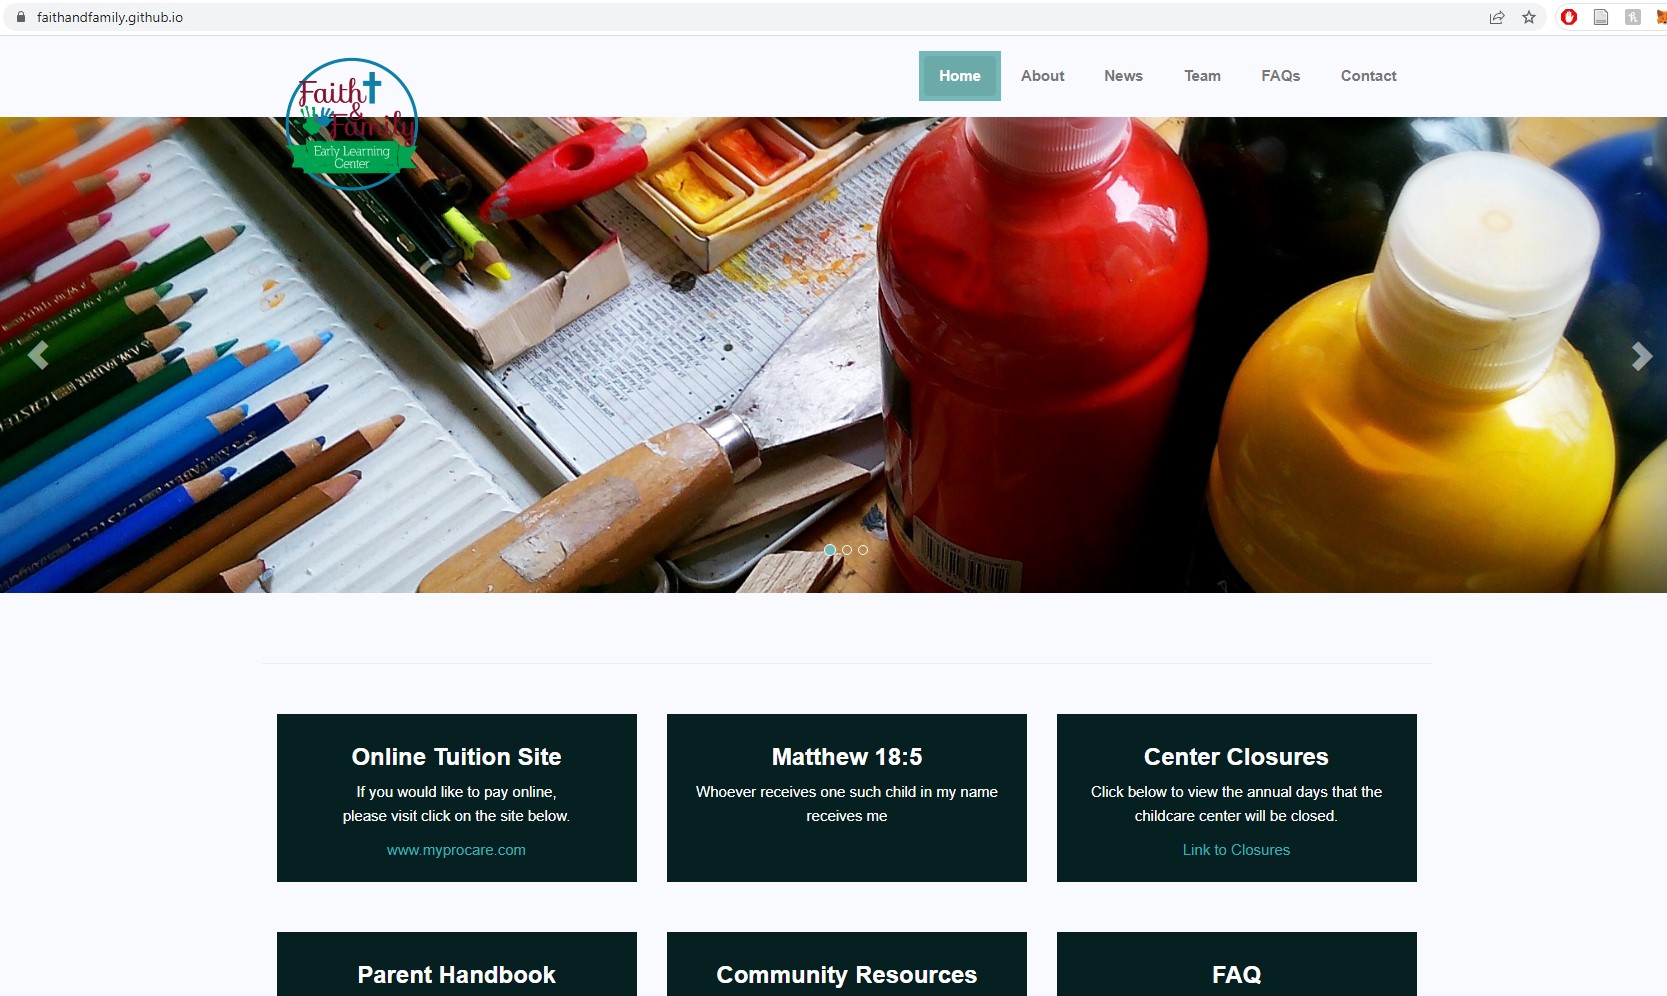 faithandfamily.github.io
Home About News Team FAQs Contact
Faith
&
Family
Early Learning
Center
Online Tuition Site
If you would like to pay online,
please visit click on the site below.
www.myprocare.com
Matthew 18:5
Whoever receives one such child in my name
receives me
Center Closures
Click below to view the annual days that the
childcare center will be closed.
Link to Closures
Parent Handbook
Community Resources
FAQ